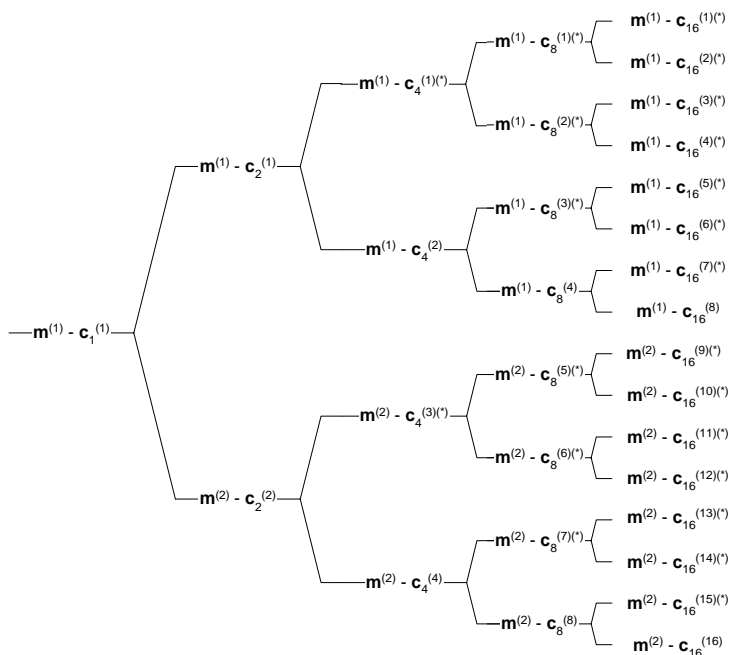 m(1) - c16(1)(*)
m(1) - c8(1)(*)
m(1) - c16(2)(*)
m(1) - c4(1)(*)
m(1) - c16(3)(*)
m(1) - c8(2)(*)
m(1) - c16(4)(*)
m(1) - c2(1)
m(1) - c16(5)(*)
m(1) - c8(3)(*)
m(1) - c16(6)(*)
m(1) - c4(2)
m(1) - c16(7)(*)
m(1) - c8(4)
m(1) - c16(8)
m(1) - c1(1)
m(2) - c16(9)(*)
m(2) - c8(5)(*)
m(2) - c16(10)(*)
m(2) - c4(3)(*)
m(2) - c16(11)(*)
m(2) - c8(6)(*)
m(2) - c16(12)(*)
m(2) - c2(2)
m(2) - c16(13)(*)
m(2) - c8(7)(*)
m(2) - c16(14)(*)
m(2) - c4(4)
m(2) - c16(15)(*)
m(2) - c8(8)
m(2) - c16(16)